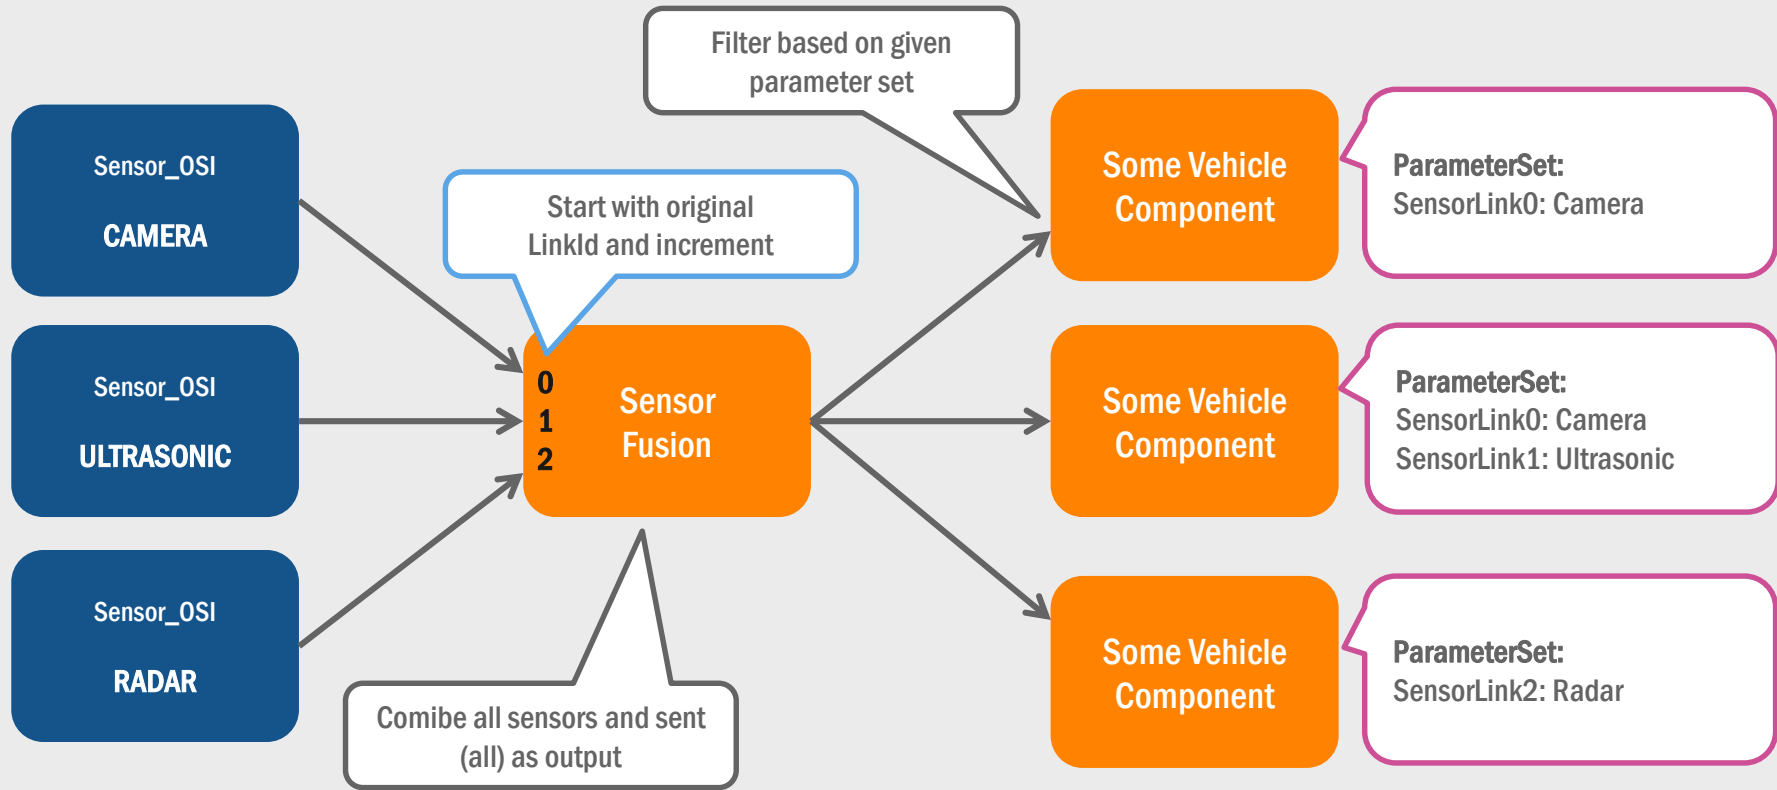 Filter based on given
parameter set
Sensor_OSI
CAMERA
Start with original
LinkId and increment
Some Vehicle
Component
ParameterSet:
SensorLink0: Camera
Sensor_OSI
ULTRASONIC
0
1
2
Sensor
Fusion
Some Vehicle
Component
ParameterSet:
SensorLink0: Camera
SensorLink1: Ultrasonic
Sensor_OSI
RADAR
Comibe all sensors and sent
(all) as output
Some Vehicle
Component
ParameterSet:
SensorLink2: Radar